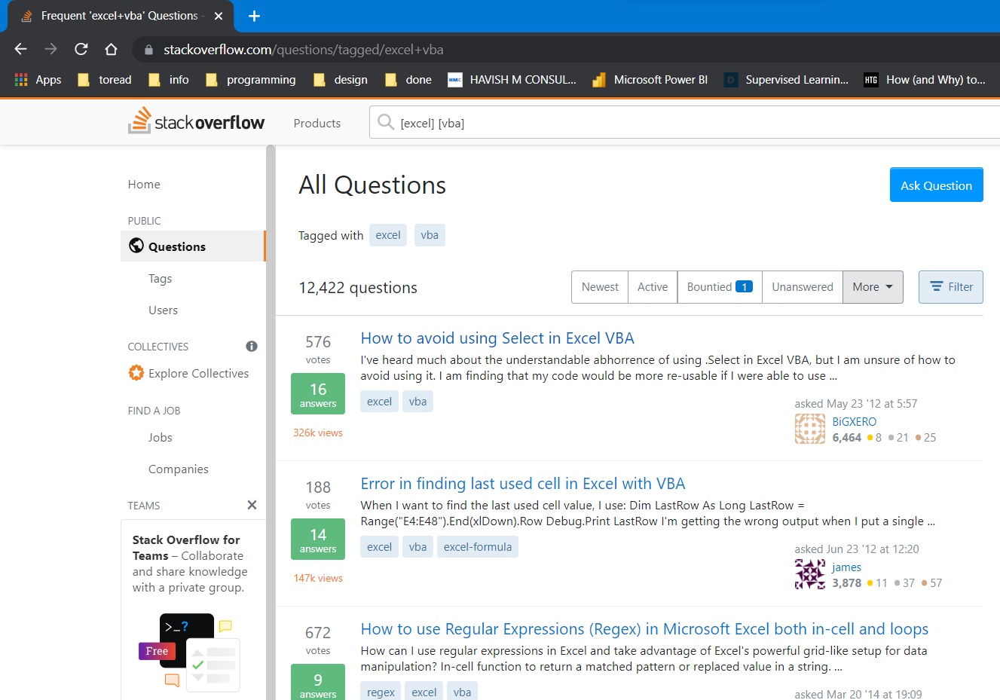 Frequent 'excel+vba' Questions -
stackoverflow.com/questions/tagged/excel+vba
Apps toread info programming design done HMC HAVISH M CONSUL... Microsoft Power BI D Supervised Learnin... HTG How (and Why) to...
stackoverflow Products [excel] [vba]
Home
PUBLIC
Questions
Tags
Users
COLLECTIVES
Explore Collectives
FIND A JOB
Jobs
Companies
TEAMS
Stack Overflow for
Teams – Collaborate
and share knowledge
with a private group.
>_?
Free
All Questions
Ask Question
Tagged with excel vba
12,422 questions
Newest Active Bountied 1 Unanswered More Filter
576
votes
16
answers
326k views
How to avoid using Select in Excel VBA
I've heard much about the understandable abhorrence of using .Select in Excel VBA, but I am unsure of how to
avoid using it. I am finding that my code would be more re-usable if I were able to use ...
excel vba
asked May 23 '12 at 5:57
BiGXERO
6,464 8 21 25
188
votes
14
answers
147k views
Error in finding last used cell in Excel with VBA
When I want to find the last used cell value, I use: Dim LastRow As Long LastRow =
Range("E4:E48").End(xlDown).Row Debug.Print LastRow I'm getting the wrong output when I put a single ...
excel vba excel-formula
asked Jun 23 '12 at 12:20
james
3,878 11 37 57
672
votes
9
answers
How to use Regular Expressions (Regex) in Microsoft Excel both in-cell and loops
How can I use regular expressions in Excel and take advantage of Excel's powerful grid-like setup for data
manipulation? In-cell function to return a matched pattern or replaced value in a string. ...
regex excel vba
asked Mar 20 '14 at 19:09